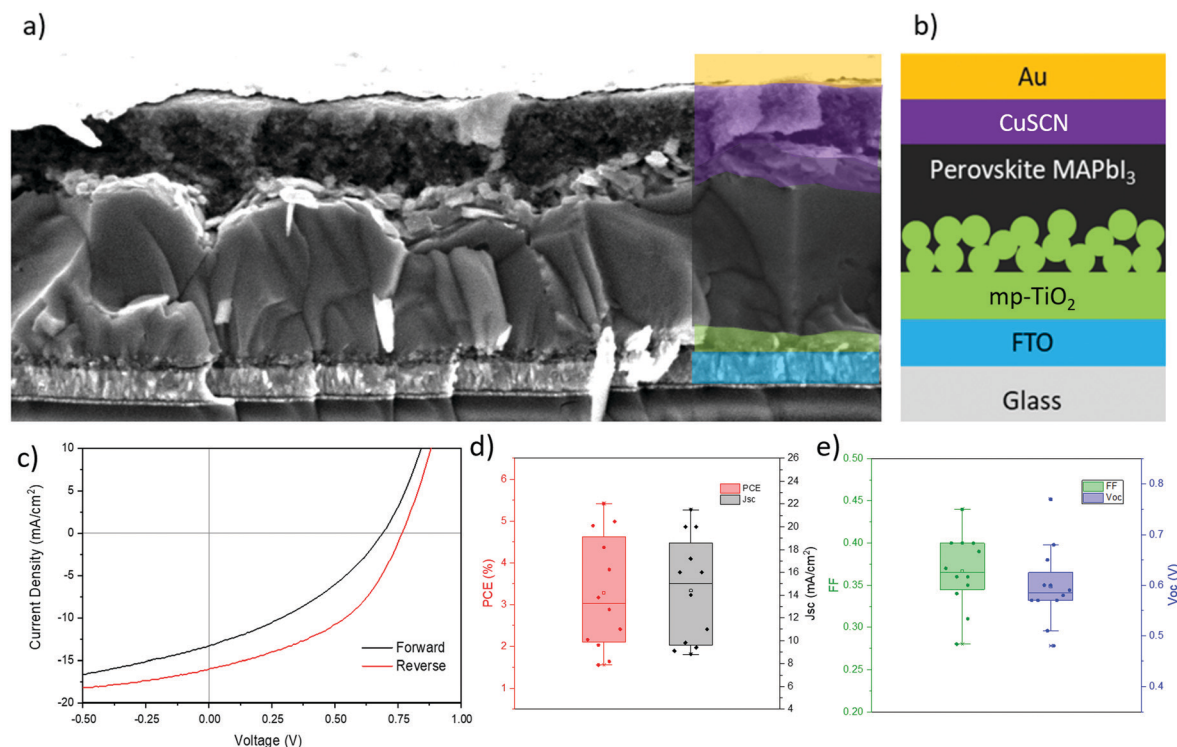 a)
b)
Au
CuSCN
Perovskite MAPbI₃
mp-TiO₂
FTO
Glass
c)
10
5
0
-5
-10
-15
-20
Current Density (mA/cm²)
-0.50
-0.25
0.00
0.25
0.50
0.75
1.00
Voltage (V)
Forward
Reverse
d)
6
5
4
3
2
1
PCE (%)
PCE
Jsc
26
24
22
20
18
16
14
12
10
8
6
4
Jsc (mA/cm²)
e)
0.50
0.45
0.40
0.35
0.30
0.25
0.20
FF
FF
Voc
0.8
0.7
0.6
0.5
0.4
Voc (V)